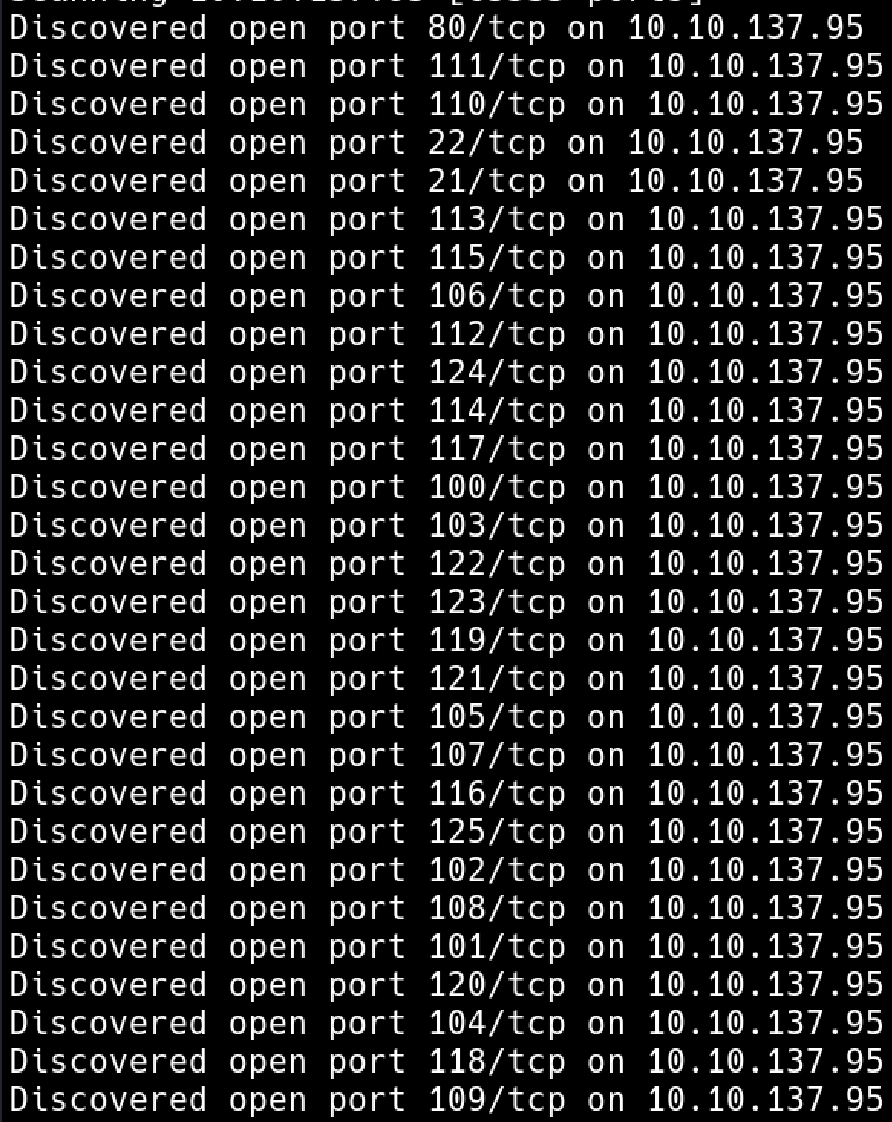 Discovered open port 80/tcp on 10.10.137.95
Discovered open port 111/tcp on 10.10.137.95
Discovered open port 110/tcp on 10.10.137.95
Discovered open port 22/tcp on 10.10.137.95
Discovered open port 21/tcp on 10.10.137.95
Discovered open port 113/tcp on 10.10.137.95
Discovered open port 115/tcp on 10.10.137.95
Discovered open port 106/tcp on 10.10.137.95
Discovered open port 112/tcp on 10.10.137.95
Discovered open port 124/tcp on 10.10.137.95
Discovered open port 114/tcp on 10.10.137.95
Discovered open port 117/tcp on 10.10.137.95
Discovered open port 100/tcp on 10.10.137.95
Discovered open port 103/tcp on 10.10.137.95
Discovered open port 122/tcp on 10.10.137.95
Discovered open port 123/tcp on 10.10.137.95
Discovered open port 119/tcp on 10.10.137.95
Discovered open port 121/tcp on 10.10.137.95
Discovered open port 105/tcp on 10.10.137.95
Discovered open port 107/tcp on 10.10.137.95
Discovered open port 116/tcp on 10.10.137.95
Discovered open port 125/tcp on 10.10.137.95
Discovered open port 102/tcp on 10.10.137.95
Discovered open port 108/tcp on 10.10.137.95
Discovered open port 101/tcp on 10.10.137.95
Discovered open port 120/tcp on 10.10.137.95
Discovered open port 104/tcp on 10.10.137.95
Discovered open port 118/tcp on 10.10.137.95
Discovered open port 109/tcp on 10.10.137.95